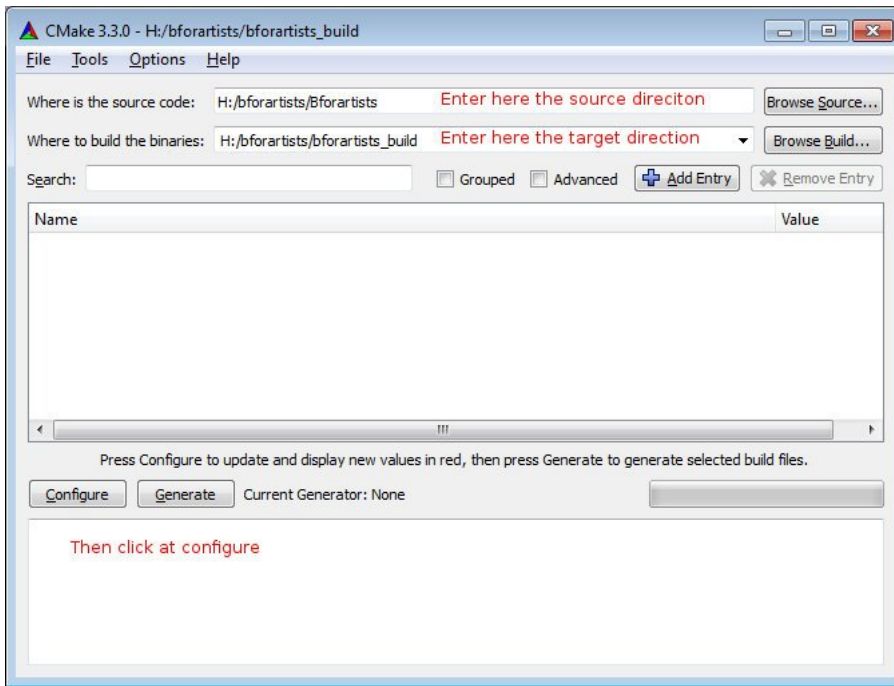 CMake 3.3.0 - H:/bforartists/bforartists_build
File Tools Options Help
Where is the source code: H:/bforartists/Bforartists Enter here the source direciton Browse Source...
Where to build the binaries: H:/bforartists/bforartists_build Enter here the target direction Browse Build...
Search: Grouped Advanced Add Entry Remove Entry
Name Value
Press Configure to update and display new values in red, then press Generate to generate selected build files.
Configure Generate Current Generator: None
Then click at configure